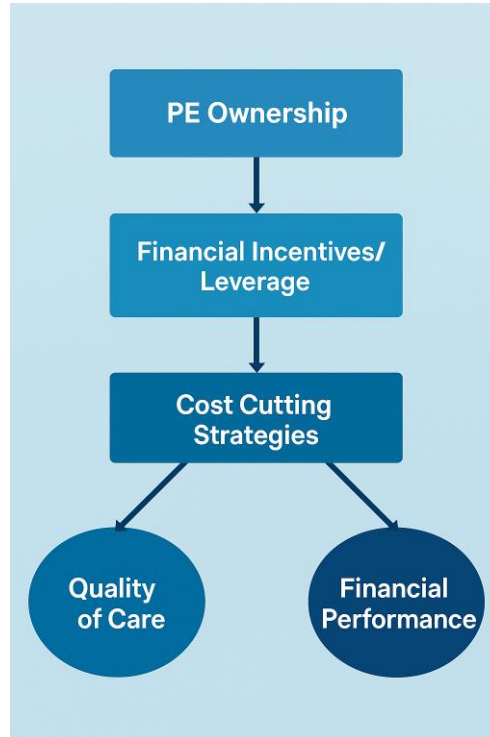 PE Ownership
Financial Incentives/
Leverage
Cost Cutting
Strategies
Quality
of Care
Financial
Performance